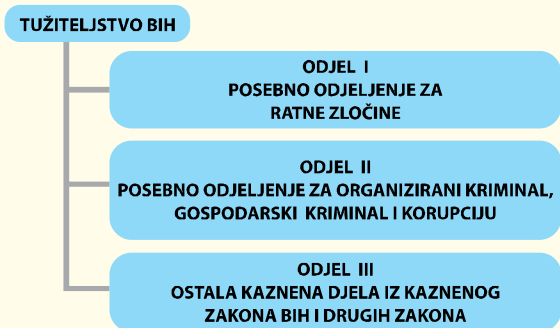 TUŽITELJSTVO BIH
ODJEL I
POSEBNO ODJELJENJE ZA
RATNE ZLOČINE
ODJEL II
POSEBNO ODJELJENJE ZA ORGANIZIRANI KRIMINAL,
GOSPODARSKI KRIMINAL I KORUPCIJU
ODJEL III
OSTALA KAZNENA DJELA IZ KAZNENOG
ZAKONA BIH I DRUGIH ZAKONA